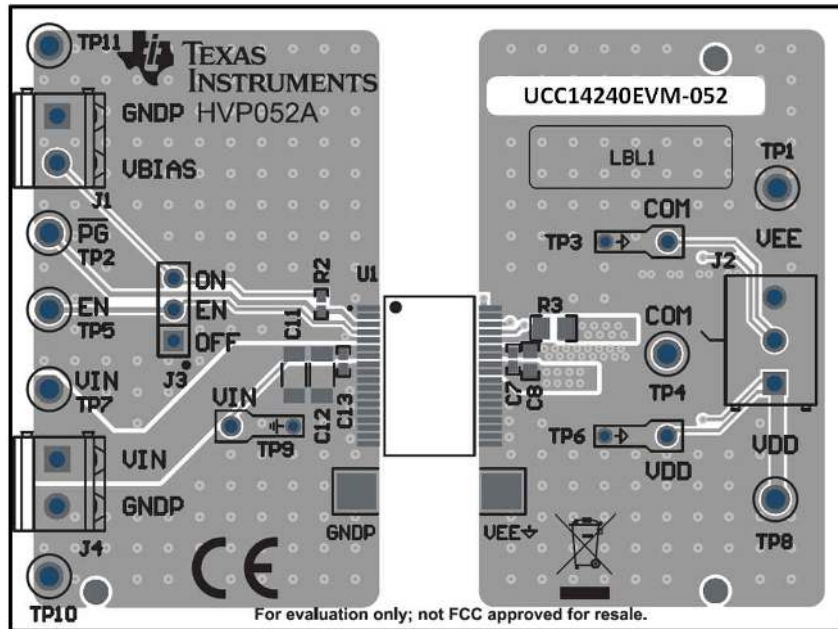 TP11
TEXAS
INSTRUMENTS
HVP052A
GNDP
VBIAS
J1
PG
TP2
EN
TP5
VIN
TP7
VIN
GNDP
J4
TP10
ON
EN
OFF
J3
R2
C11
U1
VIN
TP9
C12
C13
GNDP
CE
UCC14240EVM-052
LBL1
TP1
VEE
COM
TP3
J2
R3
COM
TP4
C7
C8
TP6
VDD
VDD
TP8
VEE
For evaluation only; not FCC approved for resale.